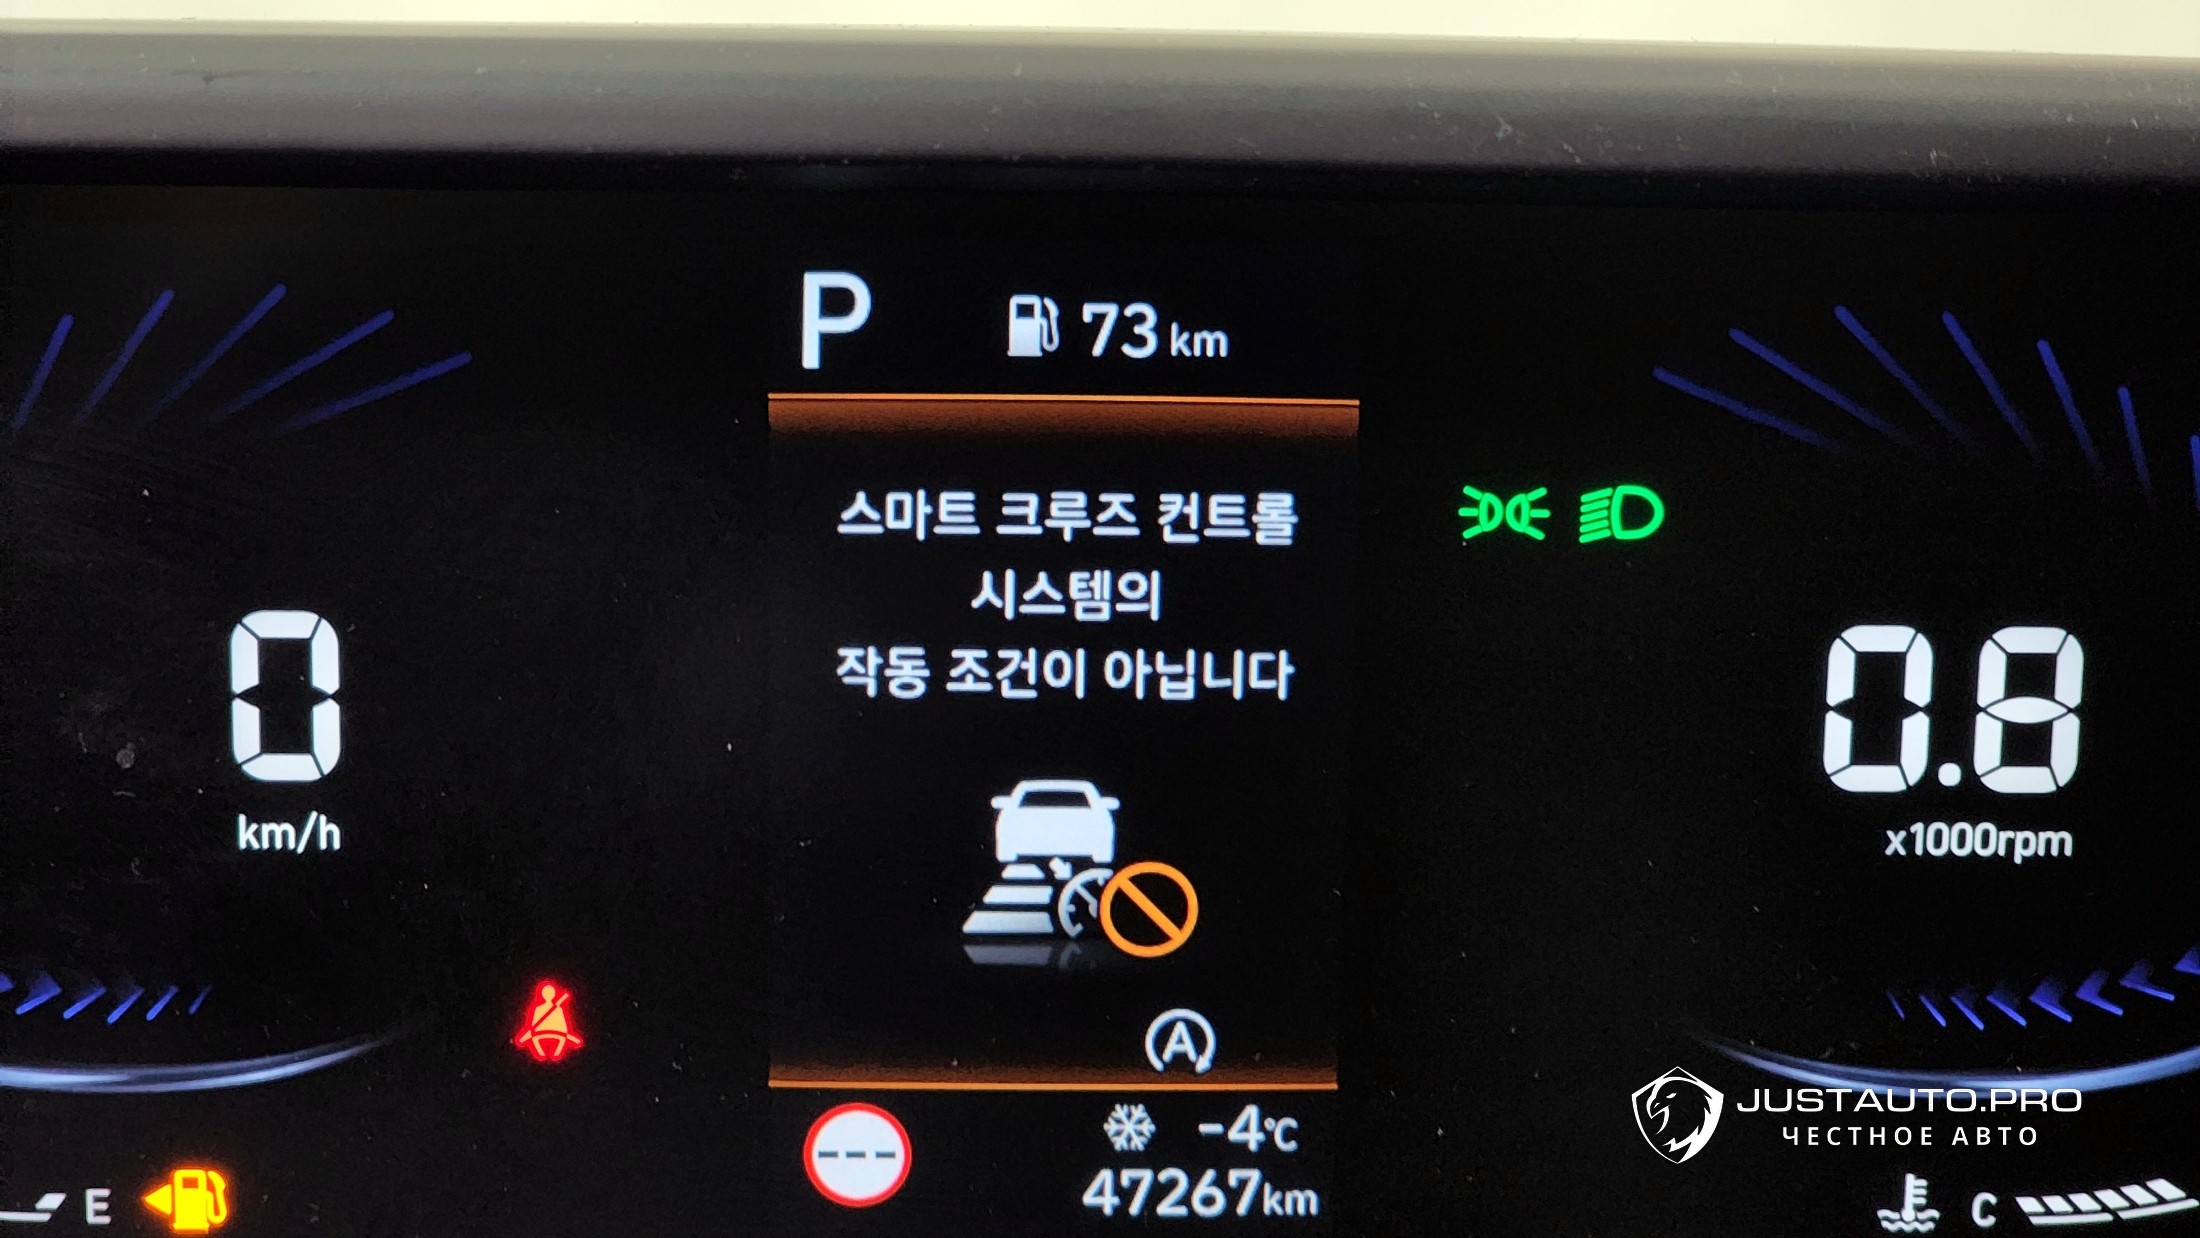 P 73 km
스마트 크루즈 컨트롤
시스템의
작동 조건이 아닙니다
0
km/h
0.8
x1000rpm
A
--- -4°C
47267km
E
C
JUSTAUTO.PRO
ЧЕСТНОЕ АВТО